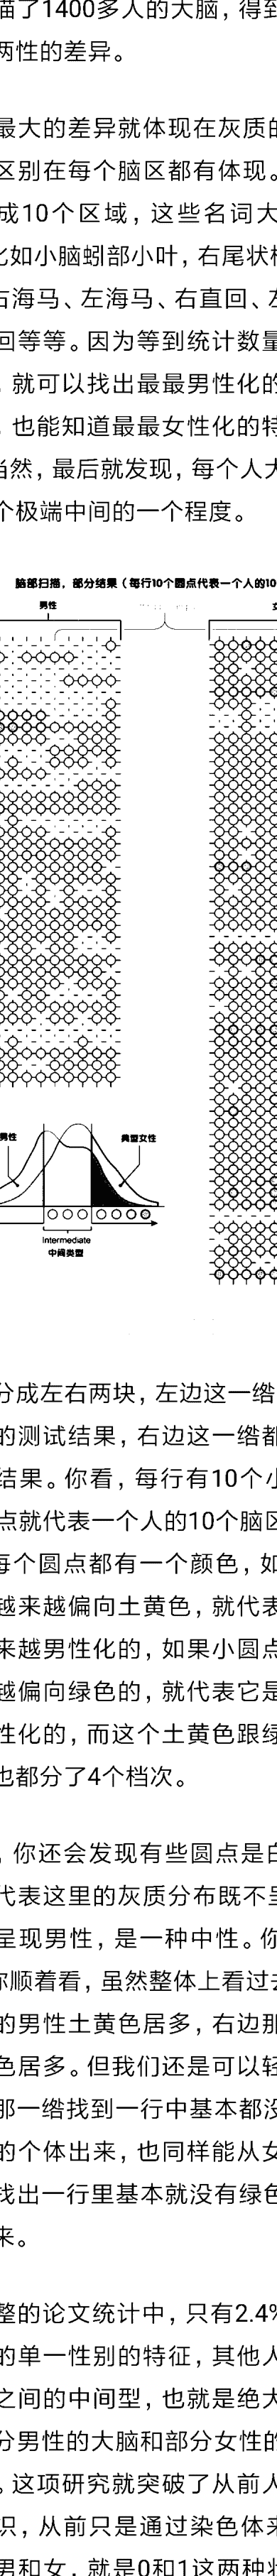 描了1400多人的大脑，得到
两性的差异。
最大的差异就体现在灰质的
区别在每个脑区都有体现。
成10个区域，这些名词大
比如小脑蚓部小叶，右尾状核
右海马、左海马、右直回、左
回等等。因为等到统计数量
，就可以找出最最男性化的
，也能知道最最女性化的特
当然，最后就发现，每个人大
个极端中间的一个程度。
脑部扫描，部分结果（每行10个圆点代表一个人的10
男性
女
男性
典型女性
Intermediate
中间类型
分成左右两块，左边这一绺
的测试结果，右边这一绺都
结果。你看，每行有10个小
点就代表一个人的10个脑区
每个圆点都有一个颜色，如
越来越偏向土黄色，就代表
来越男性化的，如果小圆点
越偏向绿色的，就代表它是
性化的，而这个土黄色跟绿
也都分了4个档次。
，你还会发现有些圆点是白
代表这里的灰质分布既不呈
呈现男性，是一种中性。你
你顺着看，虽然整体上看过去
的男性土黄色居多，右边那
色居多。但我们还是可以轻
那一绺找到一行中基本都没
的个体出来，也同样能从女
找出一行里基本就没有绿色
来。
整的论文统计中，只有2.4%
的单一性别的特征，其他人
之间的中间型，也就是绝大
分男性的大脑和部分女性的
。这项研究就突破了从前人
识，从前只是通过染色体来
男和女，就是0和1这两种状